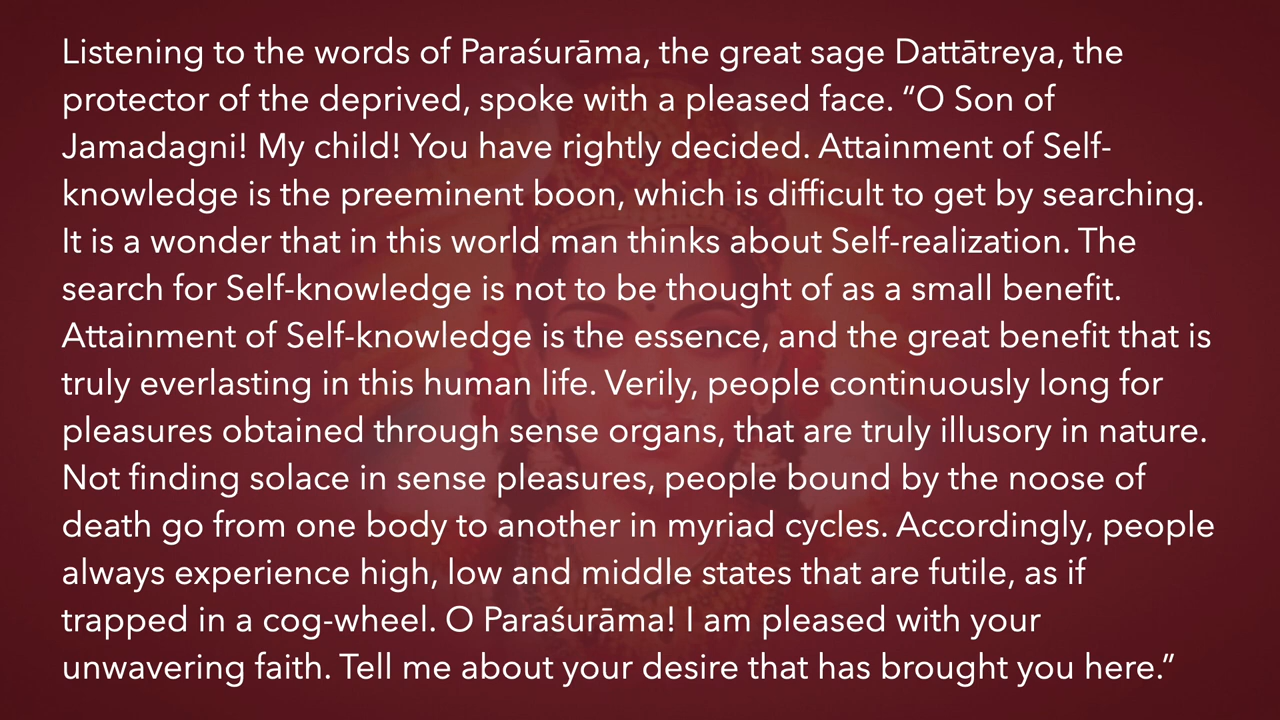 Listening to the words of Paraśurāma, the great sage Dattātreya, the
protector of the deprived, spoke with a pleased face. “O Son of
Jamadagni! My child! You have rightly decided. Attainment of Self-
knowledge is the preeminent boon, which is difficult to get by searching.
It is a wonder that in this world man thinks about Self-realization. The
search for Self-knowledge is not to be thought of as a small benefit.
Attainment of Self-knowledge is the essence, and the great benefit that is
truly everlasting in this human life. Verily, people continuously long for
pleasures obtained through sense organs, that are truly illusory in nature.
Not finding solace in sense pleasures, people bound by the noose of
death go from one body to another in myriad cycles. Accordingly, people
always experience high, low and middle states that are futile, as if
trapped in a cog-wheel. O Paraśurāma! I am pleased with your
unwavering faith. Tell me about your desire that has brought you here.”